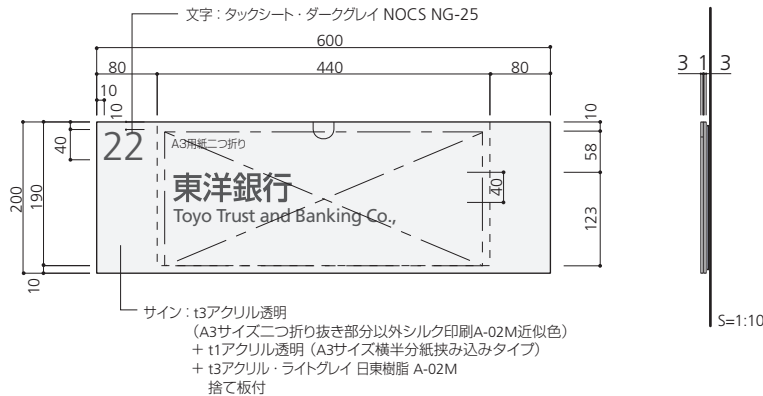 文字：タックシート・ダークグレイ NOCS NG-25
600
80 440 80
3 1 3
10
10
10
22
A3用紙二つ折り
40
58
東洋銀行
200
190
40
Toyo Trust and Banking Co.,
123
10
サイン：t3アクリル透明
（A3サイズ二つ折り抜き部分以外シルク印刷A-02M近似色）
＋ t1アクリル透明（A3サイズ横半分紙挟み込みタイプ）
＋ t3アクリル・ライトグレイ 日東樹脂 A-02M
捨て板付
S=1:10